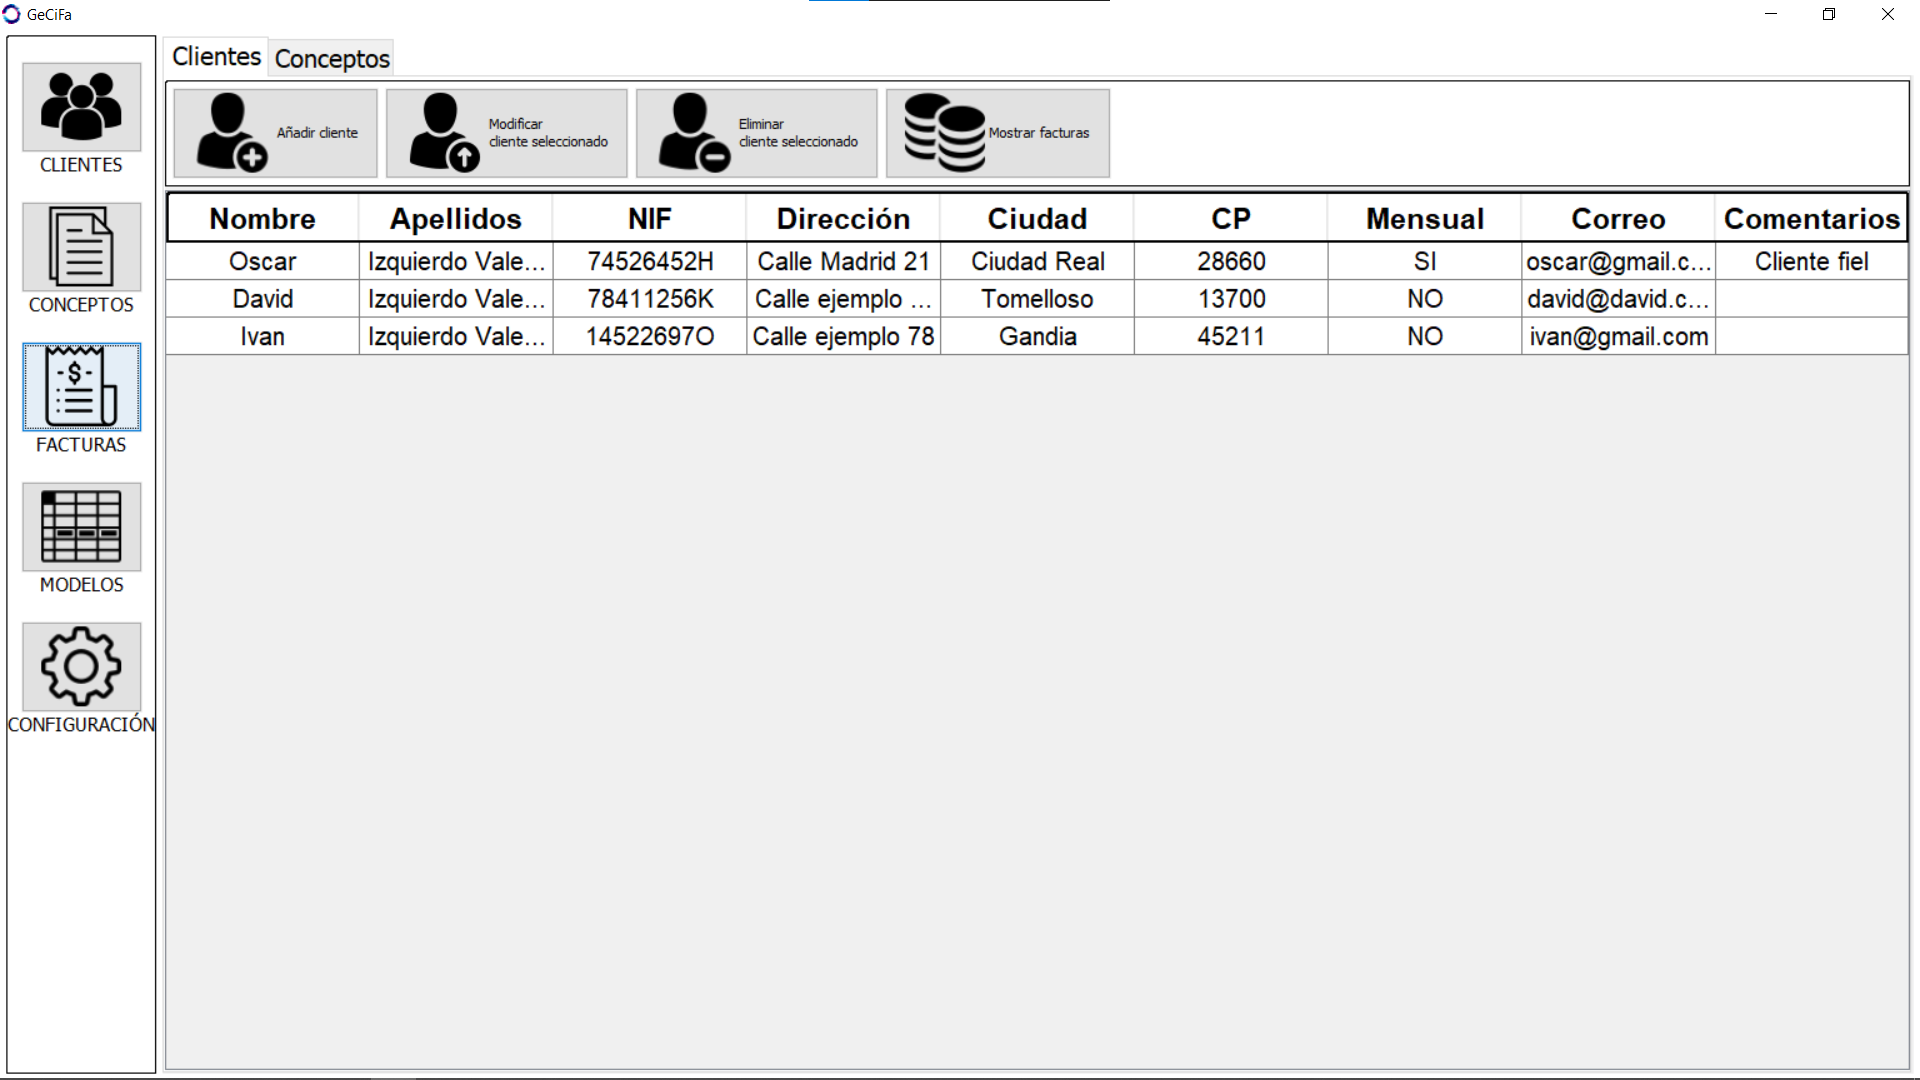 GeCiFa
CLIENTES
CONCEPTOS
-$-
FACTURAS
MODELOS
CONFIGURACIÓN
Clientes Conceptos
Añadir cliente
Modificar
cliente seleccionado
Eliminar
cliente seleccionado
Mostrar facturas
Nombre Apellidos NIF Dirección Ciudad CP Mensual Correo Comentarios
Oscar Izquierdo Vale... 74526452H Calle Madrid 21 Ciudad Real 28660 SI oscar@gmail.c... Cliente fiel
David Izquierdo Vale... 78411256K Calle ejemplo ... Tomelloso 13700 NO david@david.c...
Ivan Izquierdo Vale... 14522697O Calle ejemplo 78 Gandia 45211 NO ivan@gmail.com